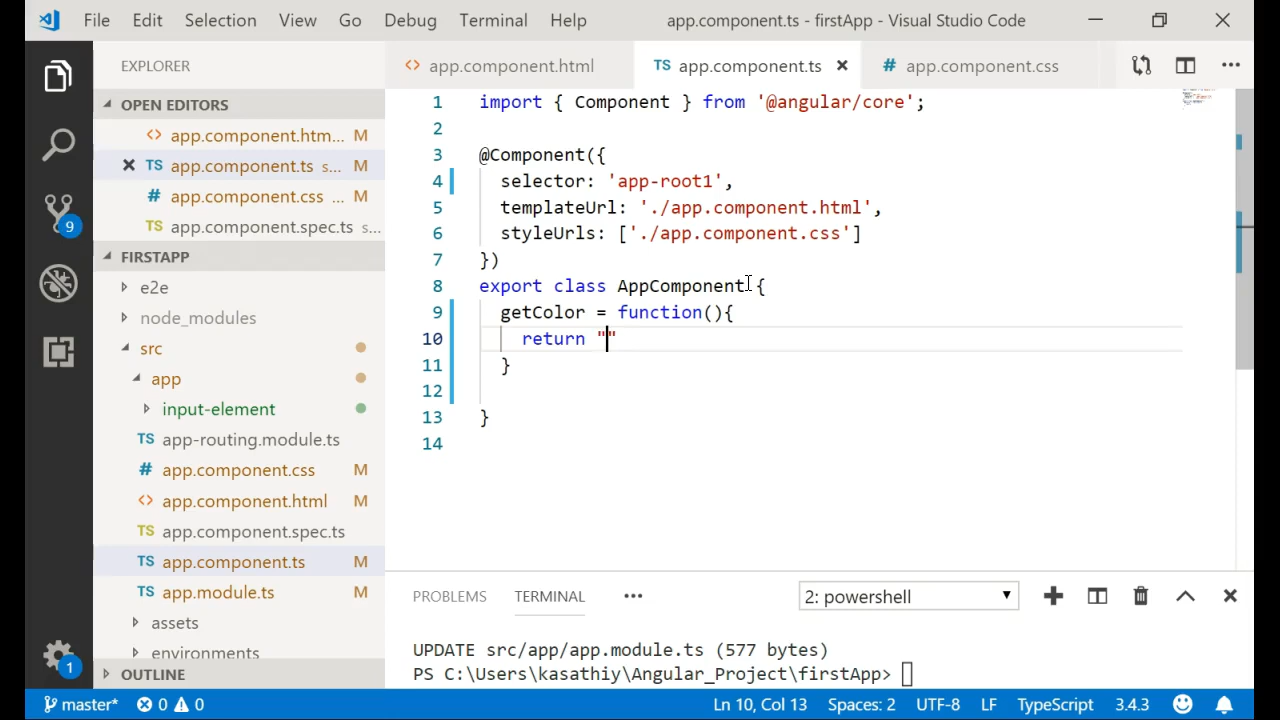 File Edit Selection View Go Debug Terminal Help app.component.ts - firstApp - Visual Studio Code
EXPLORER
OPEN EDITORS
app.component.htm... M
TS app.component.ts s... M
# app.component.css ... M
TS app.component.spec.ts s...
FIRSTAPP
e2e
node_modules
src
app
input-element
TS app-routing.module.ts
# app.component.css M
<> app.component.html M
TS app.component.spec.ts
TS app.component.ts M
TS app.module.ts M
assets
environments
OUTLINE
<> app.component.html TS app.component.ts # app.component.css
1 import { Component } from '@angular/core';
2
3 @Component({
4 selector: 'app-root1',
5 templateUrl: './app.component.html',
6 styleUrls: ['./app.component.css']
7 })
8 export class AppComponent {
9 getColor = function(){
10 return ""
11 }
12
13 }
14
PROBLEMS TERMINAL ... 2: powershell
UPDATE src/app/app.module.ts (577 bytes)
PS C:\Users\kasathiy\Angular_Project\firstApp>
9
1
master* 0 0 Ln 10, Col 13 Spaces: 2 UTF-8 LF TypeScript 3.4.3